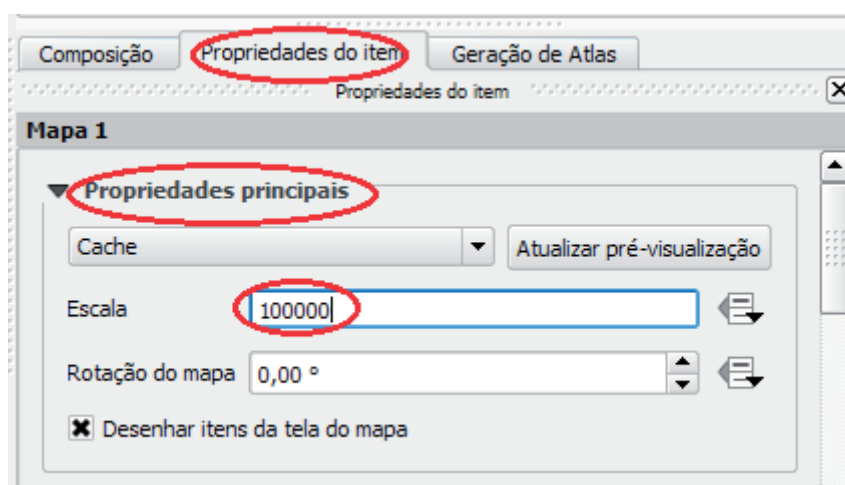 Composição Propriedades do item Geração de Atlas
Propriedades do item
Mapa 1
Propriedades principais
Cache Atualizar pré-visualização
Escala 100000
Rotação do mapa 0,00 °
Desenhar itens da tela do mapa